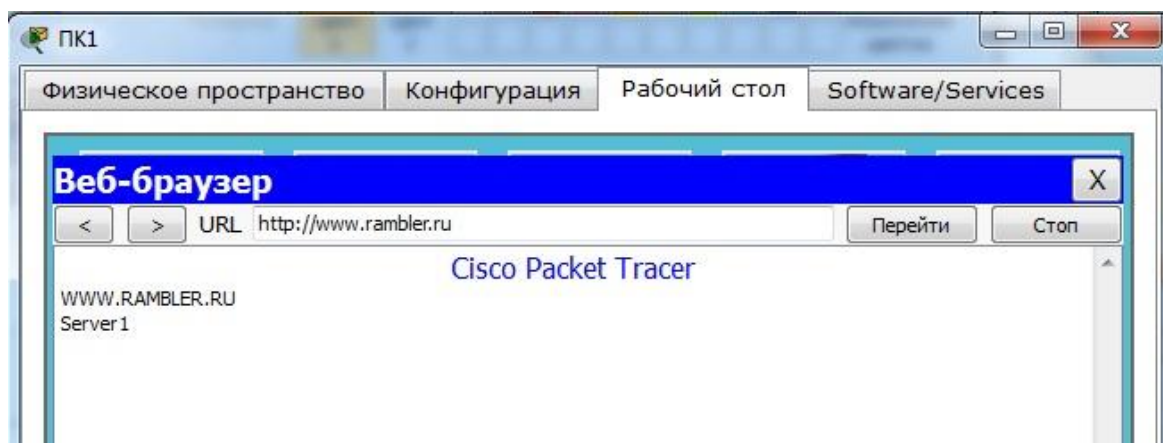 ПК1
X
Физическое пространство Конфигурация Рабочий стол Software/Services
Веб-браузер X
< > URL http://www.rambler.ru Перейти Стоп
Cisco Packet Tracer
WWW.RAMBLER.RU
Server1